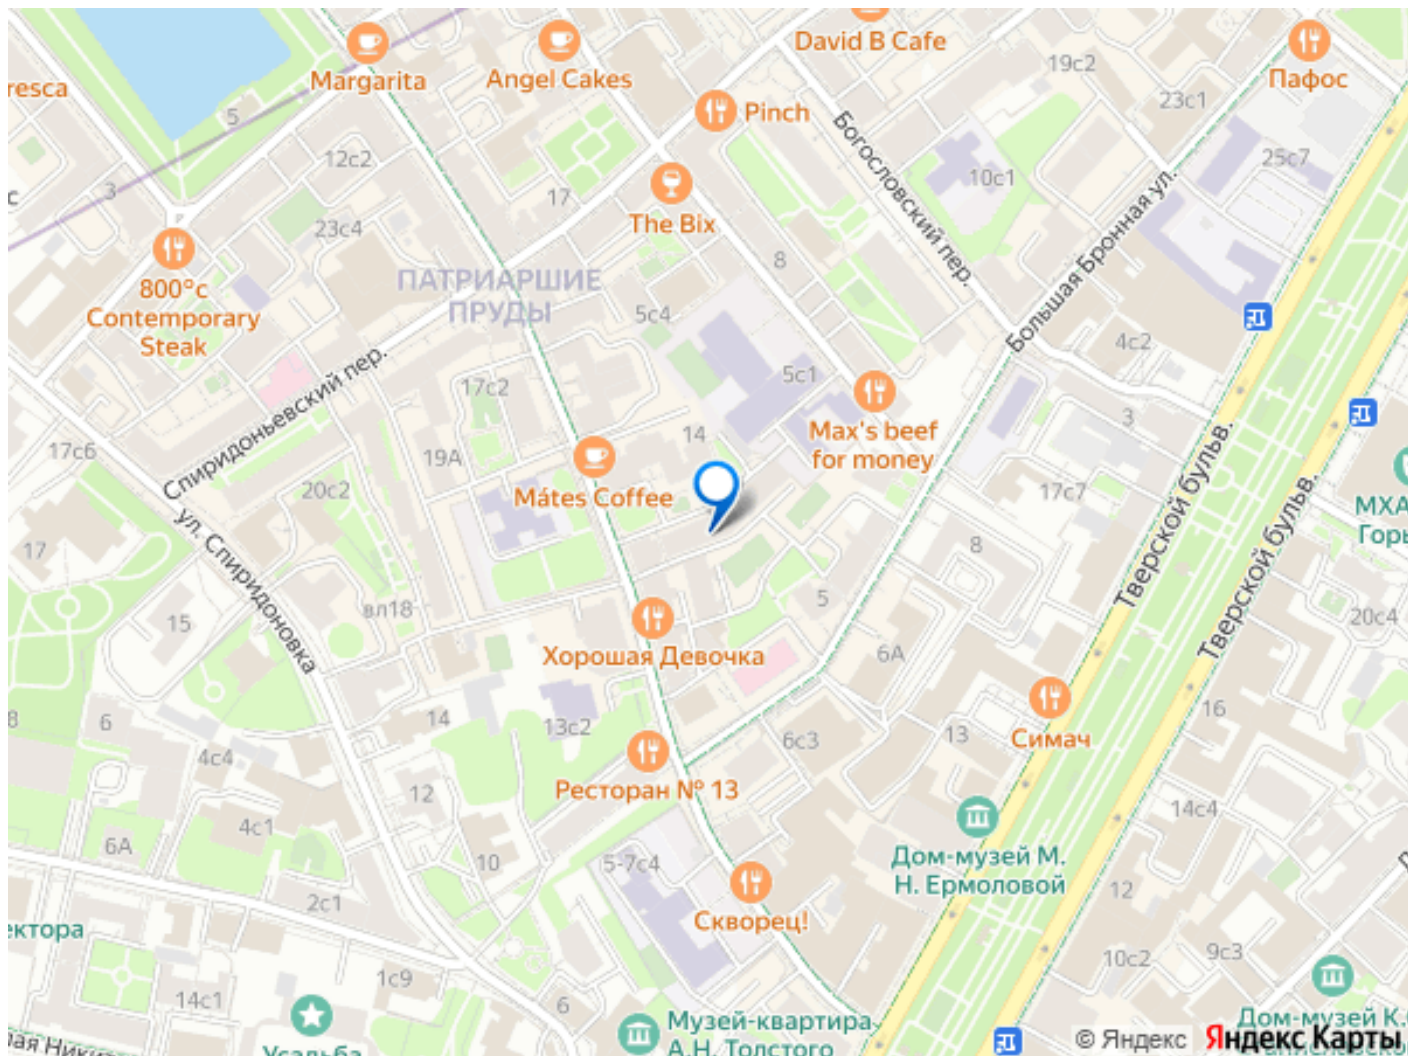 David B Cafe
Margarita
Angel Cakes
Пафос
19с2
resca
23с1
5
Pinch
12с2
25с7
Богословский пер.
10с1
3
17
с
The Bix
23с4
8
ПАТРИАРШИЕ
ПРУДЫ
800°c
Contemporary
Steak
5с4
Большая Бронная ул.
4с2
Спиридоньевский пер.
17с2
5с1
3
Max's beef
for money
14
17с6
19А
Mátes Coffee
20с2
17с7
МХА
Горь
Тверской бульв.
Тверской бульв.
17
ул. Спиридоновка
8
вл18
5
15
20с4
Хорошая Девочка
6А
8
6
14
13с2
16
13
Симач
4с4
6с3
Ресторан № 13
12
14с4
4с1
6А
10
5-7с4
Дом-музей М.
Н. Ермоловой
12
2с1
Скворец!
ектора
9с3
10с2
1с9
14с1
6
Музей-квартира
А.Н. Толстого
Дом-музей К.
ая Ники
Усадьба
© Яндекс
Яндекс Карты